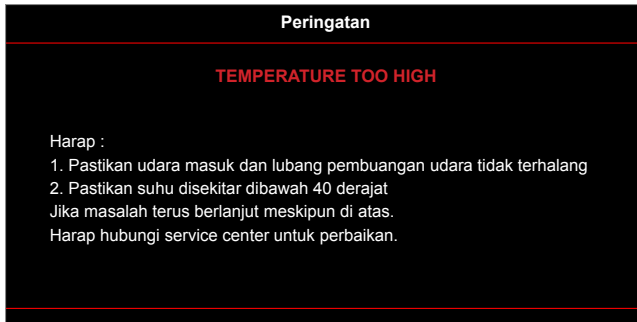 Peringatan
TEMPERATURE TOO HIGH
Harap :
1. Pastikan udara masuk dan lubang pembuangan udara tidak terhalang
2. Pastikan suhu disekitar dibawah 40 derajat
Jika masalah terus berlanjut meskipun di atas.
Harap hubungi service center untuk perbaikan.